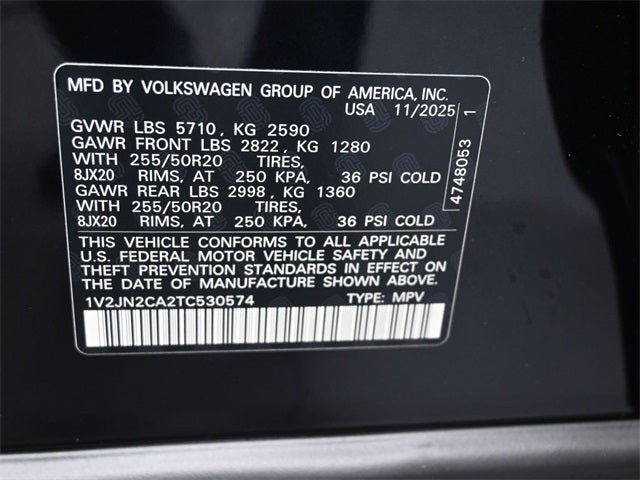 MFD BY VOLKSWAGEN GROUP OF AMERICA, INC.
USA 11/2025
GVWR LBS 5710, KG 2590
GAWR FRONT LBS 2822, KG 1280
WITH 255/50R20 TIRES,
8JX20 RIMS, AT 250 KPA, 36 PSI COLD
GAWR REAR LBS 2998, KG 1360
WITH 255/50R20 TIRES,
8JX20 RIMS, AT 250 KPA, 36 PSI COLD
THIS VEHICLE CONFORMS TO ALL APPLICABLE
U.S. FEDERAL MOTOR VEHICLE SAFETY AND
THEFT PREVENTION STANDARDS IN EFFECT ON
THE DATE OF MANUFACTURE SHOWN ABOVE.
1V2JN2CA2TC530574 TYPE: MPV
4748053 1